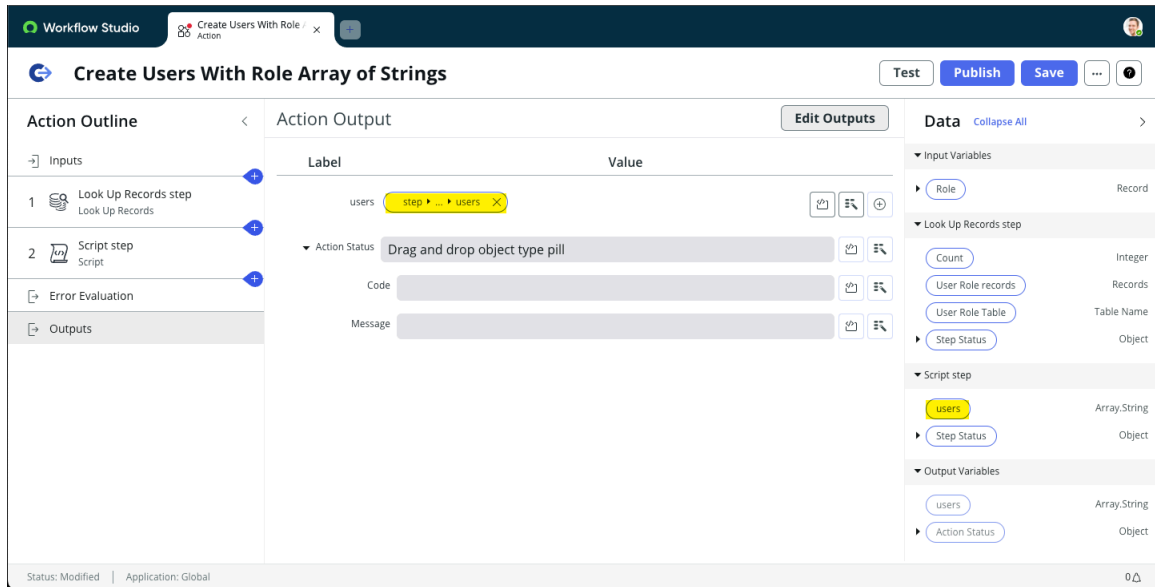 Workflow Studio
Create Users With Role
Action
Create Users With Role Array of Strings
Test
Publish
Save
Action Outline
Inputs
1
Look Up Records step
Look Up Records
2
Script step
Script
Error Evaluation
Outputs
Action Output
Edit Outputs
Label Value
users step ... users
Action Status Drag and drop object type pill
Code
Message
Data Collapse All
Input Variables
Role Record
Look Up Records step
Count Integer
User Role records Records
User Role Table Table Name
Step Status Object
Script step
users Array.String
Step Status Object
Output Variables
users Array.String
Action Status Object
Status: Modified | Application: Global
0